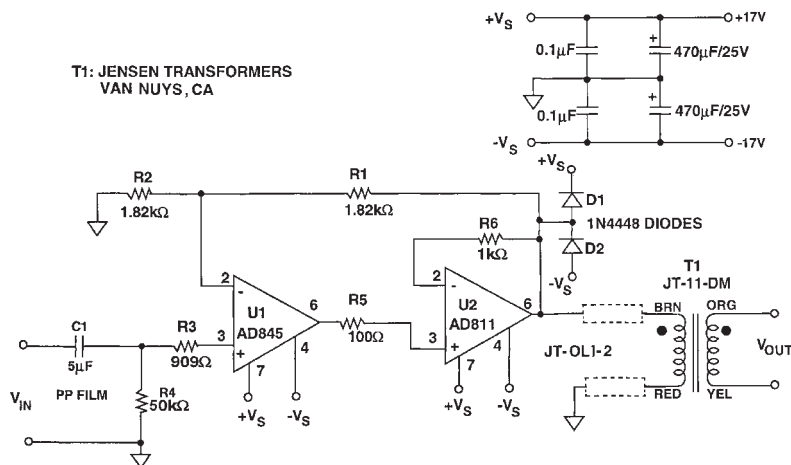 +VS
+17V
0.1µF
470µF/25V
+
T1: JENSEN TRANSFORMERS
VAN NUYS, CA
0.1µF
470µF/25V
+
-VS
-17V
+VS
R2
R1
D1
1.82kΩ
1.82kΩ
1N4448 DIODES
R6
1kΩ
D2
-VS
T1
JT-11-DM
2
-
U1
AD845
6
R5
100Ω
2
-
U2
AD811
6
BRN
ORG
C1
5µF
R3
909Ω
3
+
4
7
3
+
4
7
JT-OL1-2
VOUT
VIN
PP FILM
R4
50kΩ
+VS
-VS
+VS
-VS
RED
YEL